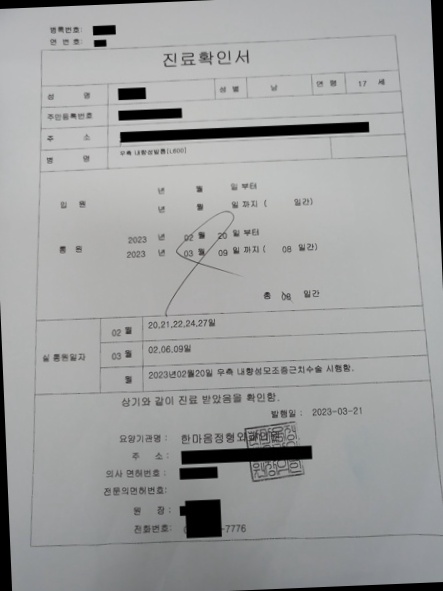 병록번호:
연 번 호:
진료확인서
성 명 성 별 남 연 령 17 세
주민등록번호
주 소
병 명 우측 내향성발톱(L600)
입 원 년 월 일 부터
년 월 일 까지 ( 일간)
통 원 2023 년 02 월 20 일 부터
2023 년 03 월 09 일 까지 ( 08 일간)
총 08 일간
실 통원일자
02 월 20,21,22,24,27일
03 월 02,06,09일
월 2023년02월20일 우측 내향성모조증근치수술 시행함.
상기와 같이 진료 받았음을 확인함.
발행일 : 2023-03-21
요양기관명 : 한마음정형외과의원
주 소 :
의사 면허번호:
전문의면허번호:
원 장 :
전화번호: -7776